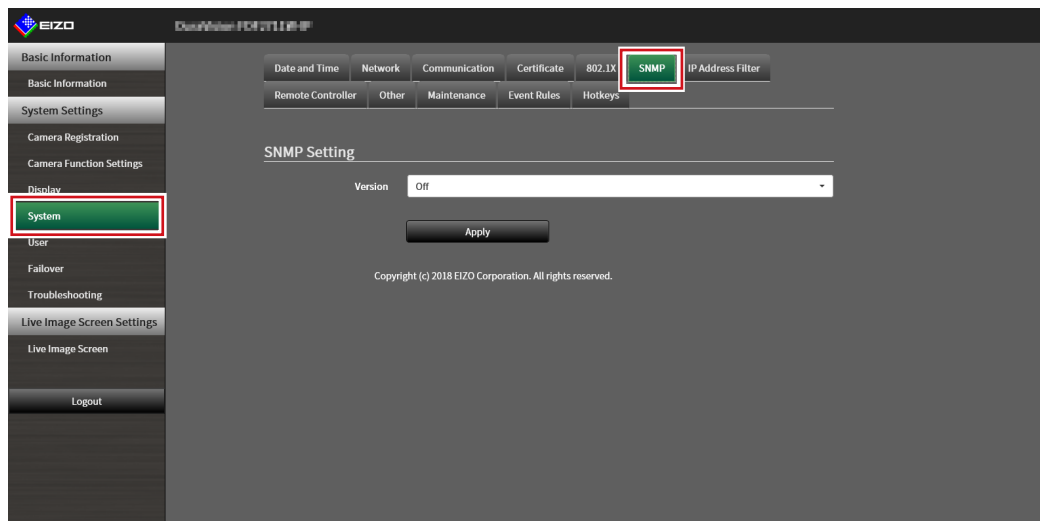 EIZO
Basic Information
Basic Information
System Settings
Camera Registration
Camera Function Settings
Display
System
User
Failover
Troubleshooting
Live Image Screen Settings
Live Image Screen
Logout
Date and Time Network Communication Certificate 802.1X SNMP IP Address Filter
Remote Controller Other Maintenance Event Rules Hotkeys
SNMP Setting
Version Off
Apply
Copyright (c) 2018 EIZO Corporation. All rights reserved.